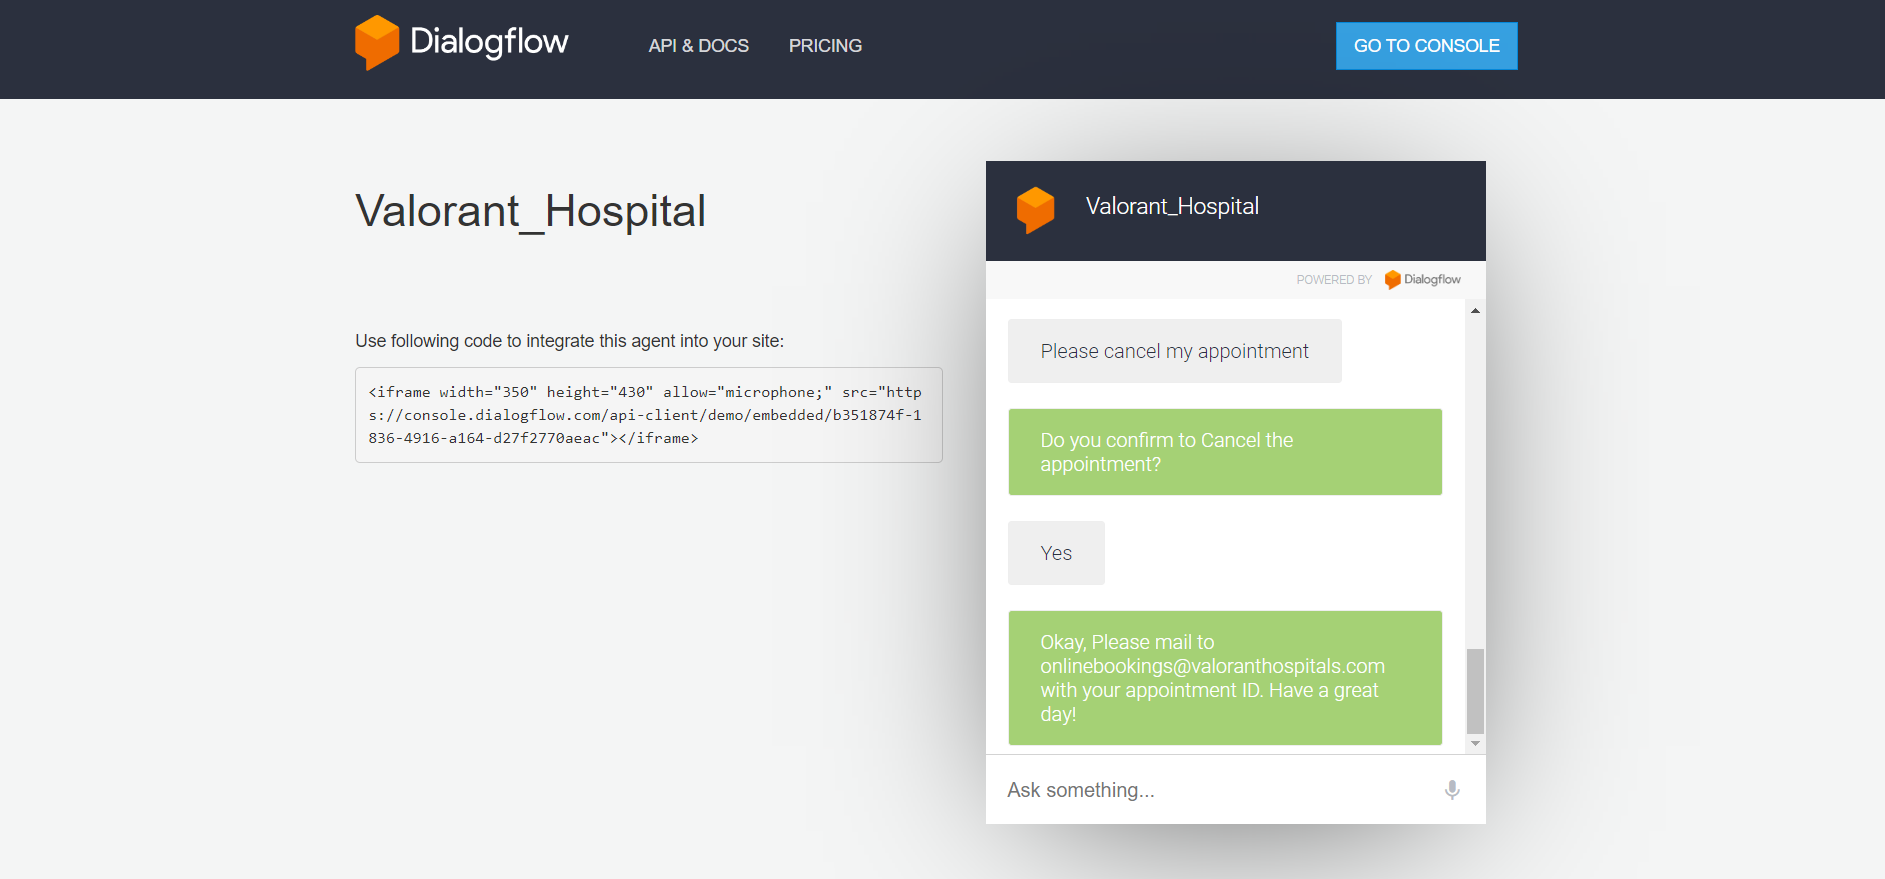 Dialogflow
API & DOCS
PRICING
GO TO CONSOLE
Valorant_Hospital
Use following code to integrate this agent into your site:
<iframe width="350" height="430" allow="microphone;" src="http
s://console.dialogflow.com/api-client/demo/embedded/b351874f-1
836-4916-a164-d27f2770aeac"></iframe>
Valorant_Hospital
POWERED BY Dialogflow
Please cancel my appointment
Do you confirm to Cancel the
appointment?
Yes
Okay, Please mail to
onlinebookings@valoranthospitals.com
with your appointment ID. Have a great
day!
Ask something...